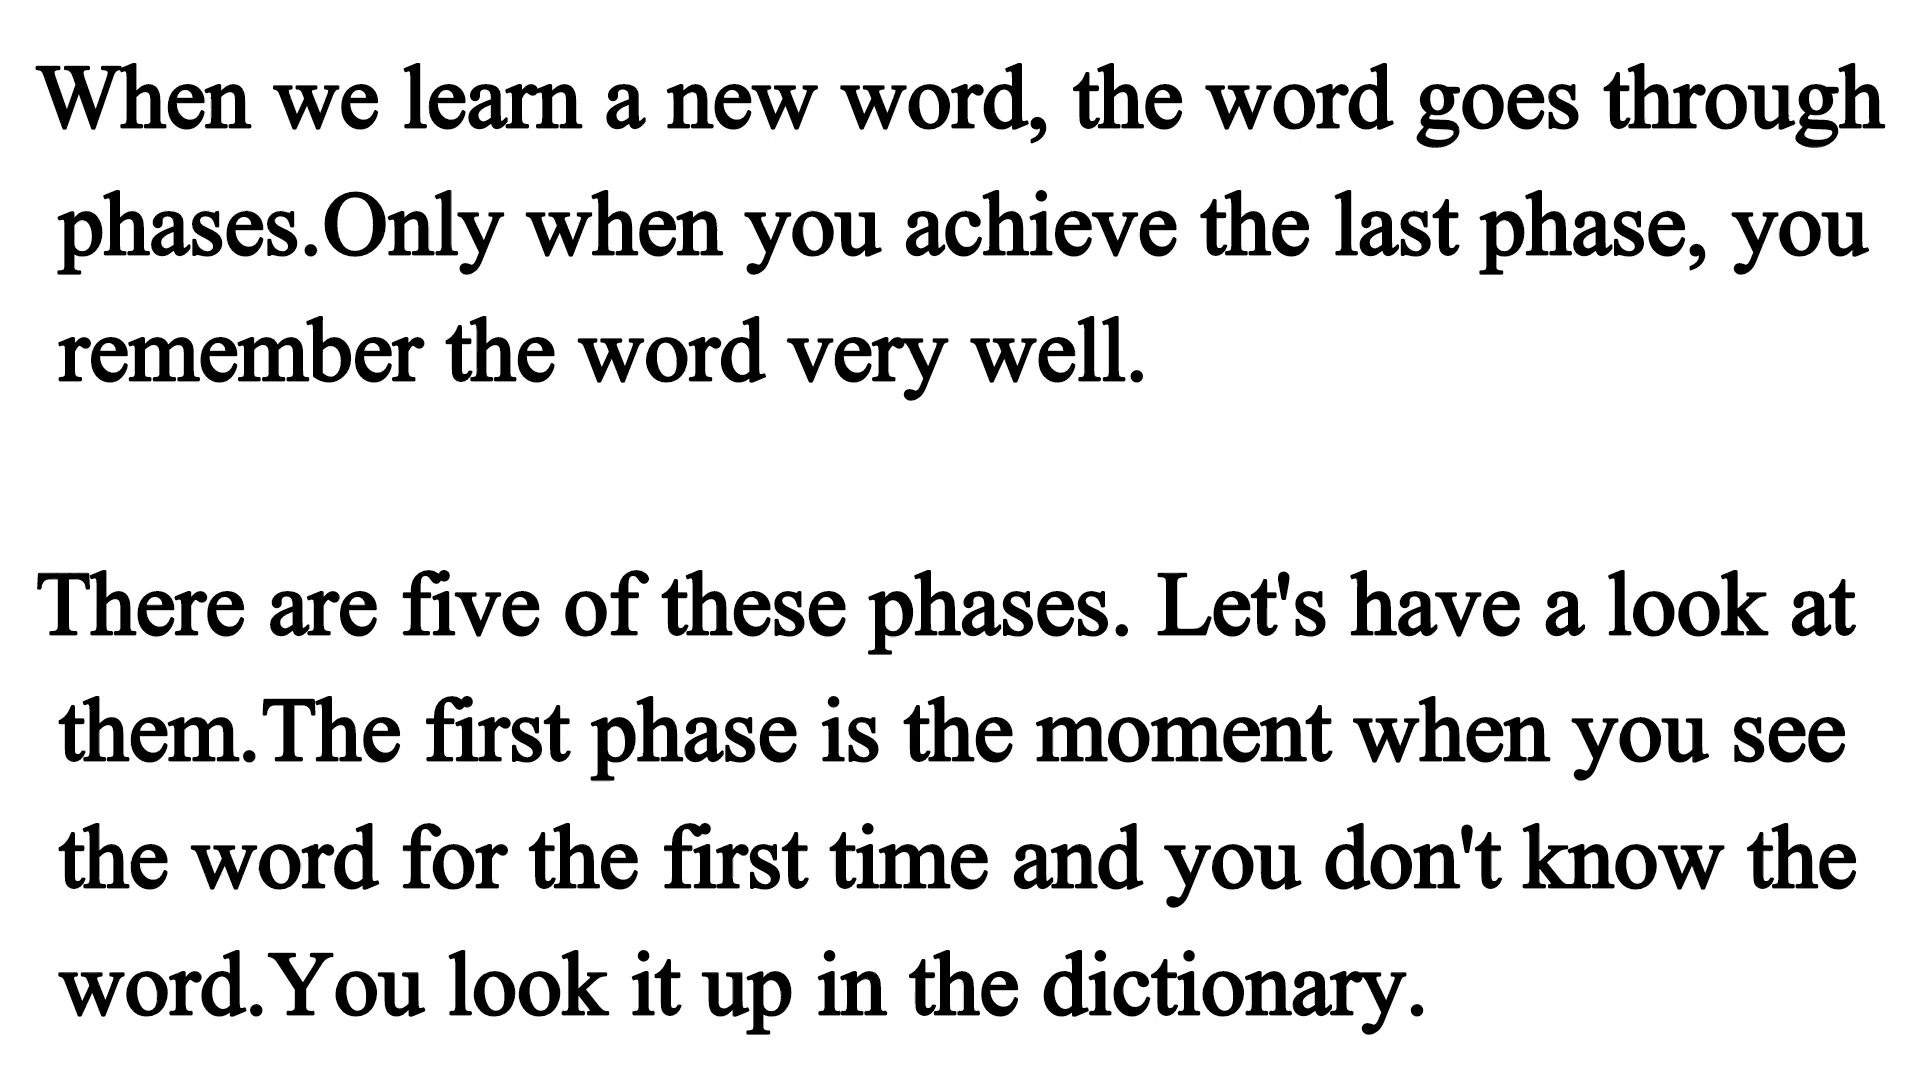 When we learn a new word, the word goes through
phases.Only when you achieve the last phase, you
remember the word very well.
There are five of these phases. Let's have a look at
them.The first phase is the moment when you see
the word for the first time and you don't know the
word.You look it up in the dictionary.